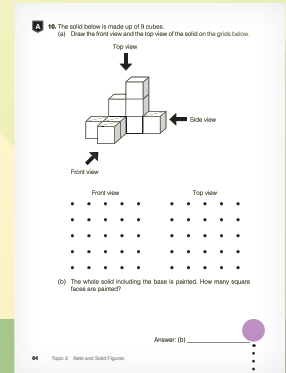 A 10. The solid below is made up of 9 cubes.
(a) Draw the front view and the top view of the solid on the grids below.
Top view
Side view
Front view
Front view Top view
(b) The whole solid including the base is painted. How many square
faces are painted?
Answer: (b)
64 Topic 3 Nets and Solid Figures